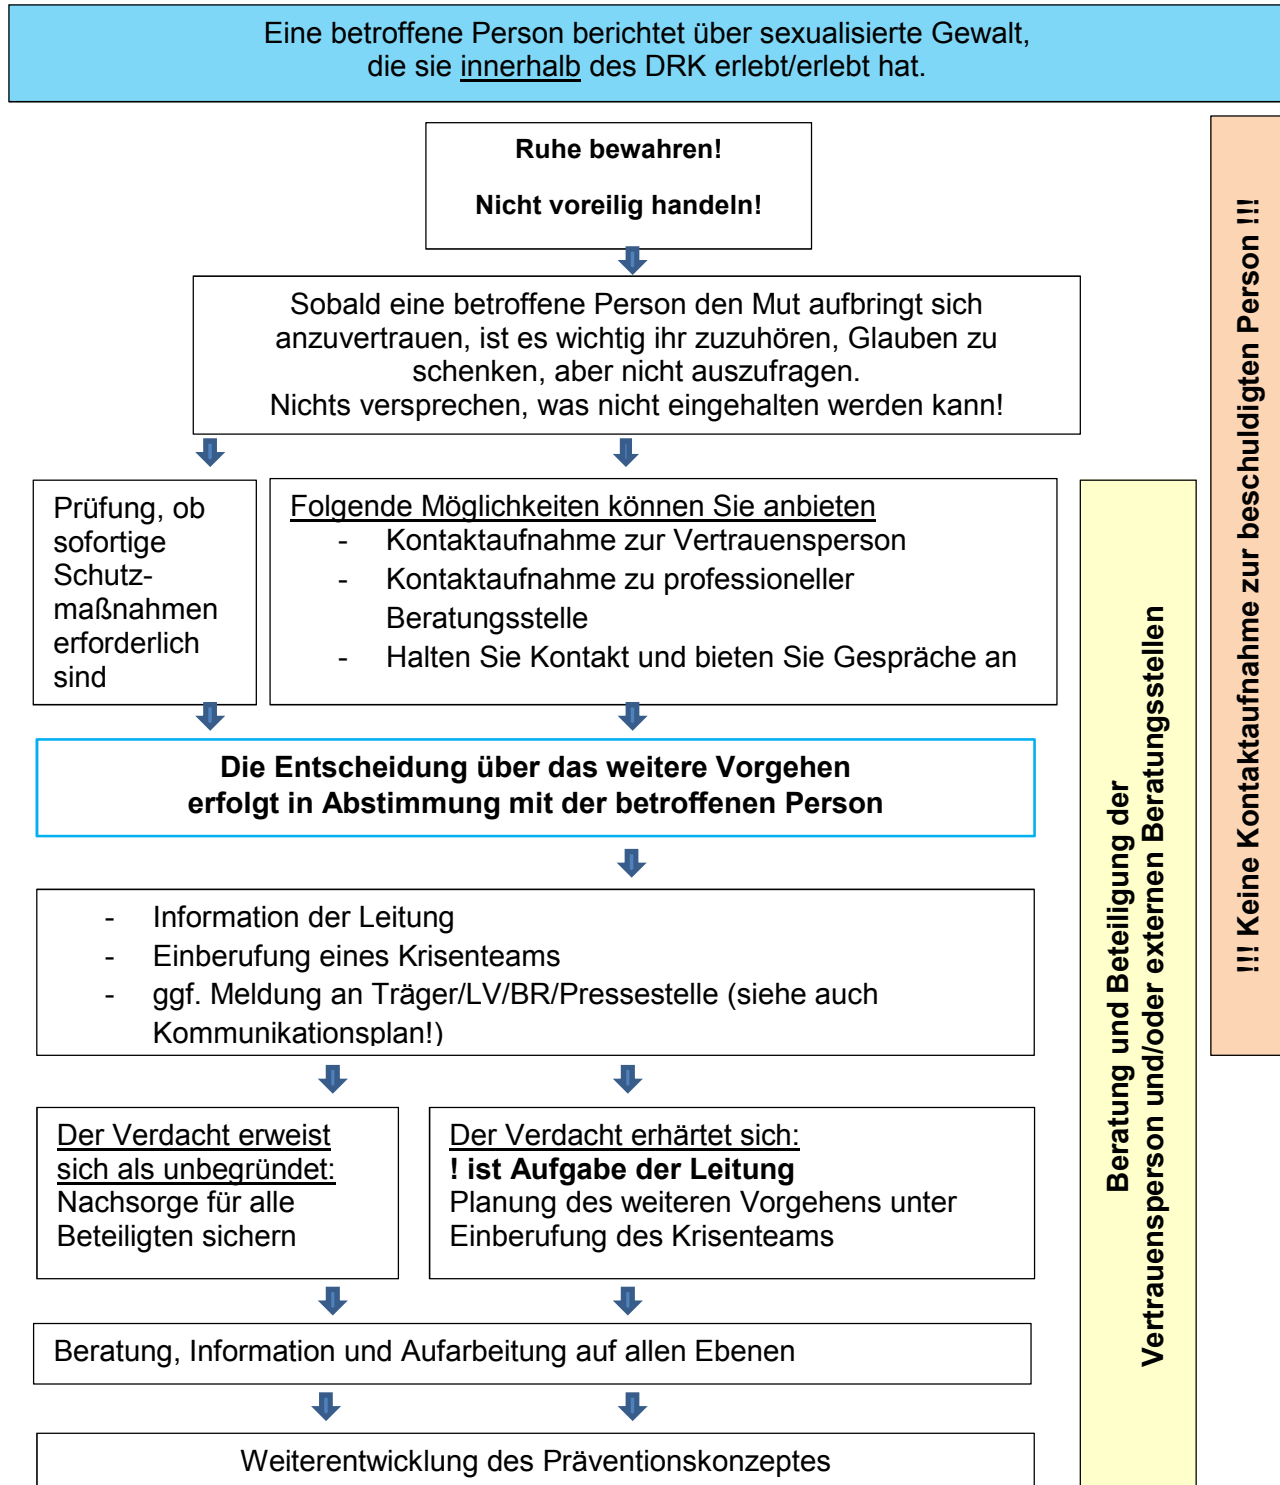 Eine betroffene Person berichtet über sexualisierte Gewalt,
die sie innerhalb des DRK erlebt/erlebt hat.
Ruhe bewahren!
Nicht voreilig handeln!
Sobald eine betroffene Person den Mut aufbringt sich
anzuvertrauen, ist es wichtig ihr zuzuhören, Glauben zu
schenken, aber nicht auszufragen.
Nichts versprechen, was nicht eingehalten werden kann!
Prüfung, ob
sofortige
Schutz-
maßnahmen
erforderlich
sind
Folgende Möglichkeiten können Sie anbieten
- Kontaktaufnahme zur Vertrauensperson
- Kontaktaufnahme zu professioneller
Beratungsstelle
- Halten Sie Kontakt und bieten Sie Gespräche an
Die Entscheidung über das weitere Vorgehen
erfolgt in Abstimmung mit der betroffenen Person
- Information der Leitung
- Einberufung eines Krisenteams
- ggf. Meldung an Träger/LV/BR/Pressestelle (siehe auch
Kommunikationsplan!)
Der Verdacht erweist
sich als unbegründet:
Nachsorge für alle
Beteiligten sichern
Der Verdacht erhärtet sich:
! ist Aufgabe der Leitung
Planung des weiteren Vorgehens unter
Einberufung des Krisenteams
Beratung, Information und Aufarbeitung auf allen Ebenen
Weiterentwicklung des Präventionskonzeptes
Beratung und Beteiligung der
Vertrauensperson und/oder externen Beratungsstellen
!!! Keine Kontaktaufnahme zur beschuldigten Person !!!